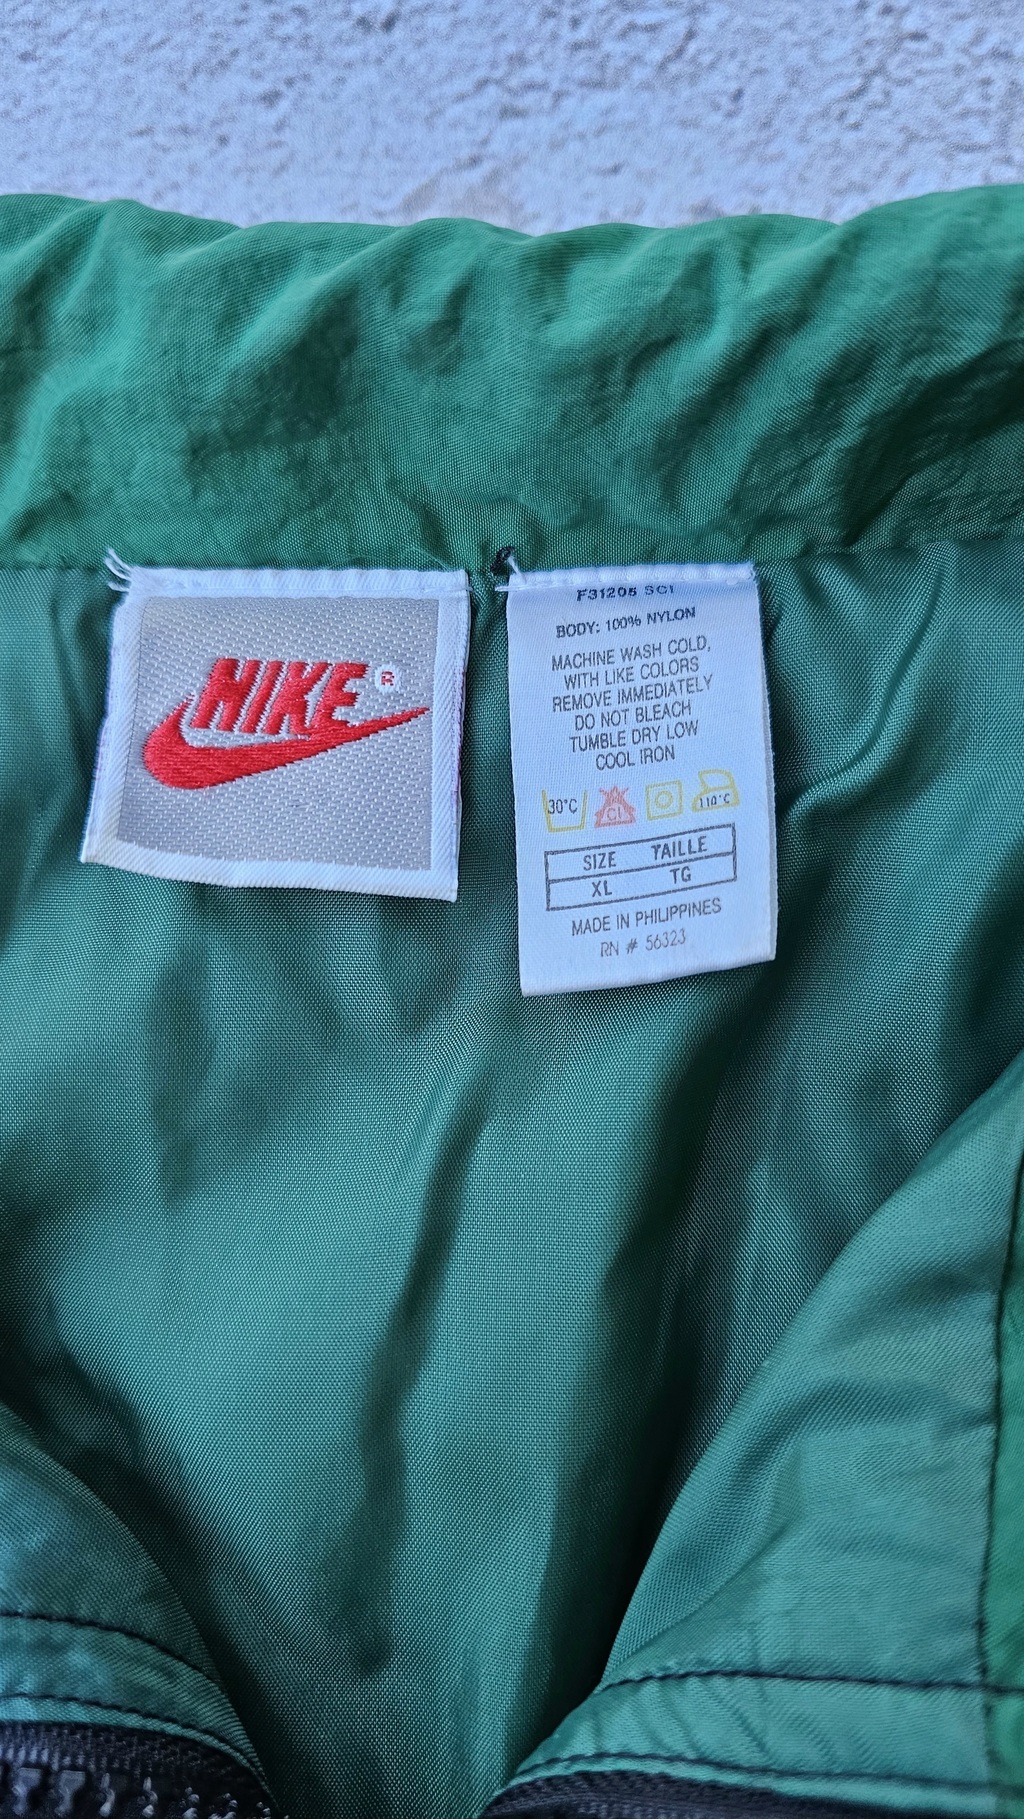 NIKE ®
F31205 SCI
BODY: 100% NYLON
MACHINE WASH COLD,
WITH LIKE COLORS
REMOVE IMMEDIATELY
DO NOT BLEACH
TUMBLE DRY LOW
COOL IRON
30°C CL 110°C
SIZE TAILLE
XL TG
MADE IN PHILIPPINES
RN # 56323